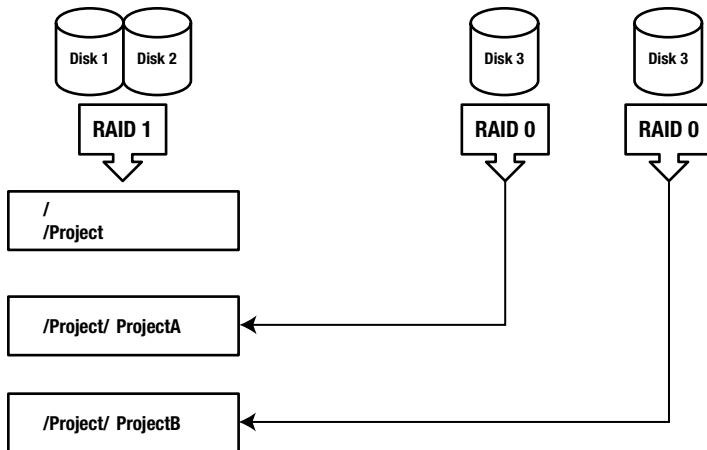 Disk 1
Disk 2
Disk 3
Disk 3
RAID 1
RAID 0
RAID 0
/
/Project
/Project/ ProjectA
/Project/ ProjectB